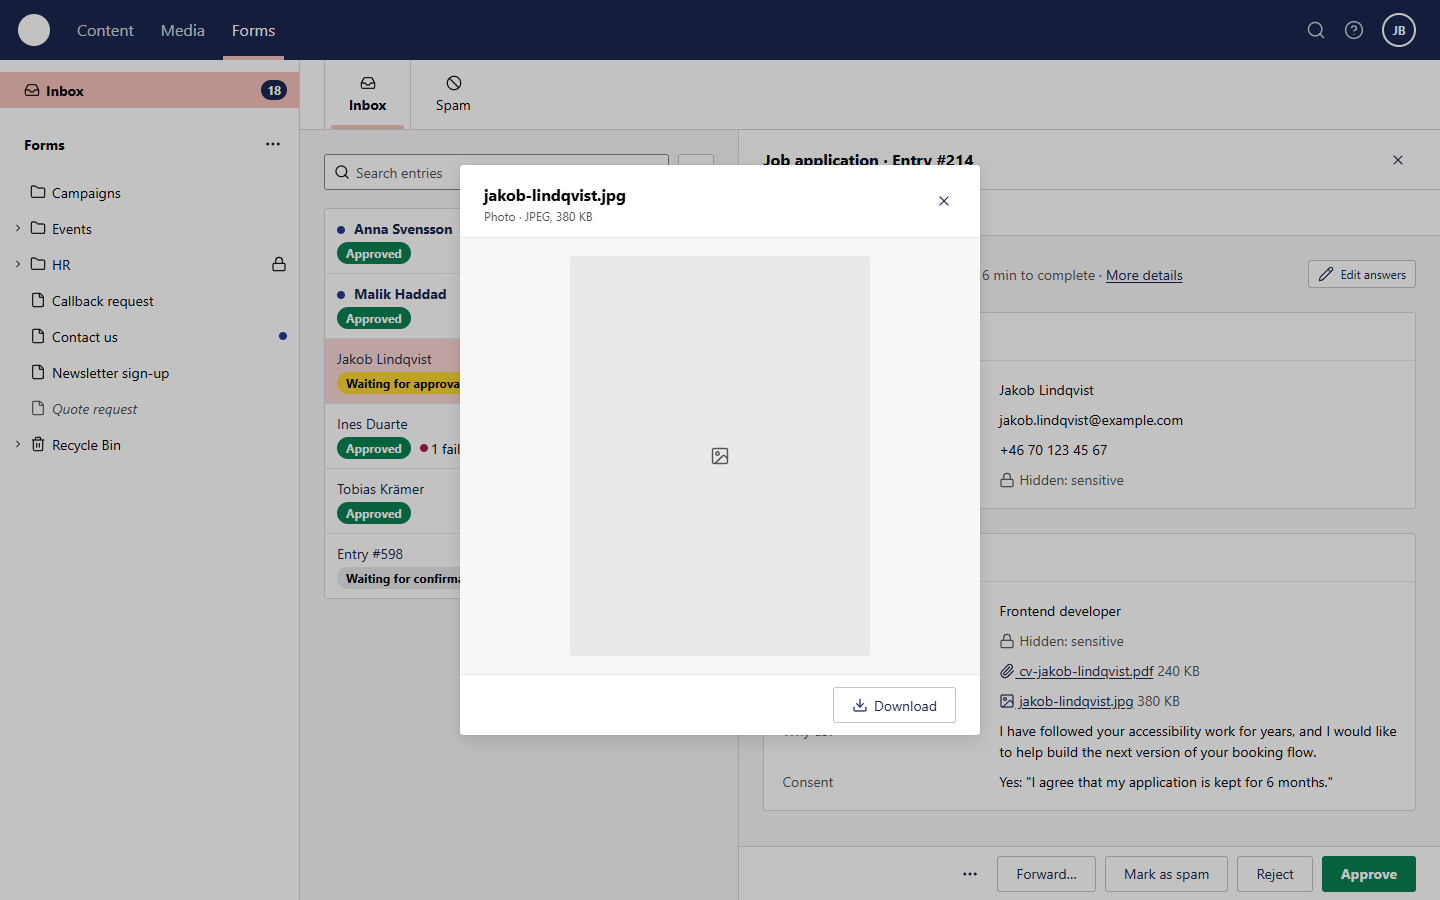 Content
Media
Forms
JB
Inbox
18
Forms
Campaigns
Events
HR
Callback request
Contact us
Newsletter sign-up
Quote request
Recycle Bin
Inbox
Spam
Search entries
Anna Svensson
Approved
Malik Haddad
Approved
Jakob Lindqvist
Waiting for approva
Ines Duarte
Approved
1 fail
Tobias Krämer
Approved
Entry #598
Waiting for confirma
Job application · Entry #214
6 min to complete · More details
Edit answers
Jakob Lindqvist
jakob.lindqvist@example.com
+46 70 123 45 67
Hidden: sensitive
Frontend developer
Hidden: sensitive
cv-jakob-lindqvist.pdf 240 KB
jakob-lindqvist.jpg 380 KB
I have followed your accessibility work for years, and I would like
to help build the next version of your booking flow.
Consent
Yes: "I agree that my application is kept for 6 months."
Forward...
Mark as spam
Reject
Approve
jakob-lindqvist.jpg
Photo · JPEG, 380 KB
Download